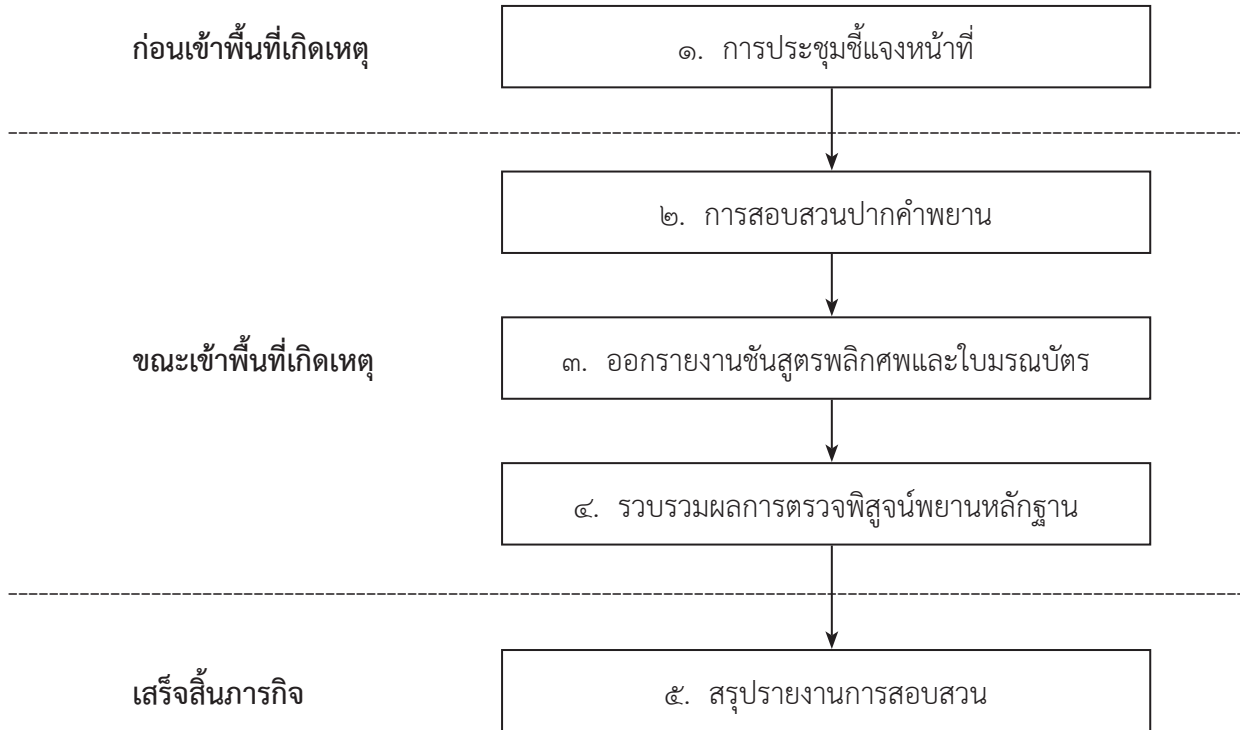 ก่อนเข้าพื้นที่เกิดเหตุ
๑. การประชุมชี้แจงหน้าที่
๒. การสอบสวนปากคำพยาน
ขณะเข้าพื้นที่เกิดเหตุ
๓. ออกรายงานชันสูตรพลิกศพและใบมรณบัตร
๔. รวบรวมผลการตรวจพิสูจน์พยานหลักฐาน
เสร็จสิ้นภารกิจ
๕. สรุปรายงานการสอบสวน